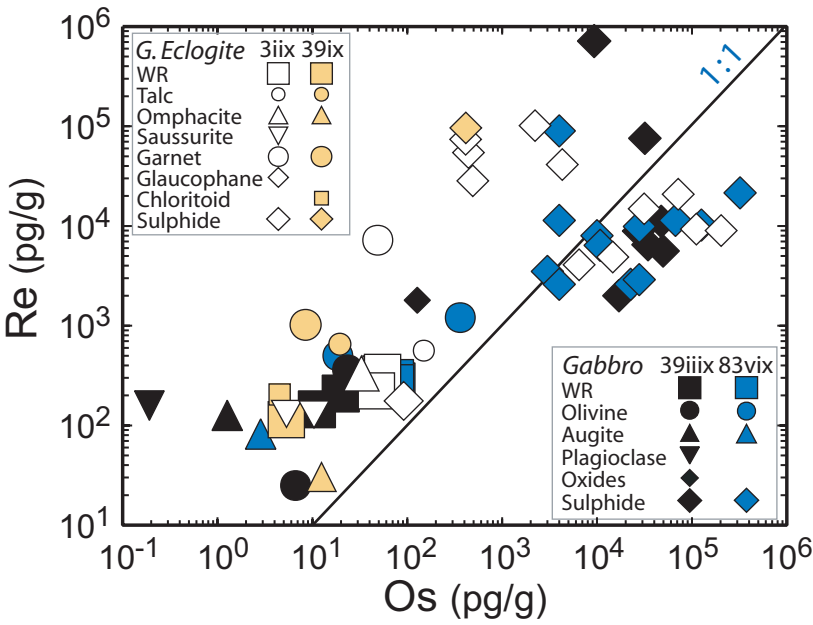 10⁶
10⁵
10⁴
10³
10²
10¹
Re (pg/g)
G. Eclogite 3iix 39ix
WR
Talc
Omphacite
Saussurite
Garnet
Glaucophane
Chloritoid
Sulphide
1:1
Gabbro 39iiix 83vix
WR
Olivine
Augite
Plagioclase
Oxides
Sulphide
10⁻¹ 10⁰ 10¹ 10² 10³ 10⁴ 10⁵ 10⁶
Os (pg/g)